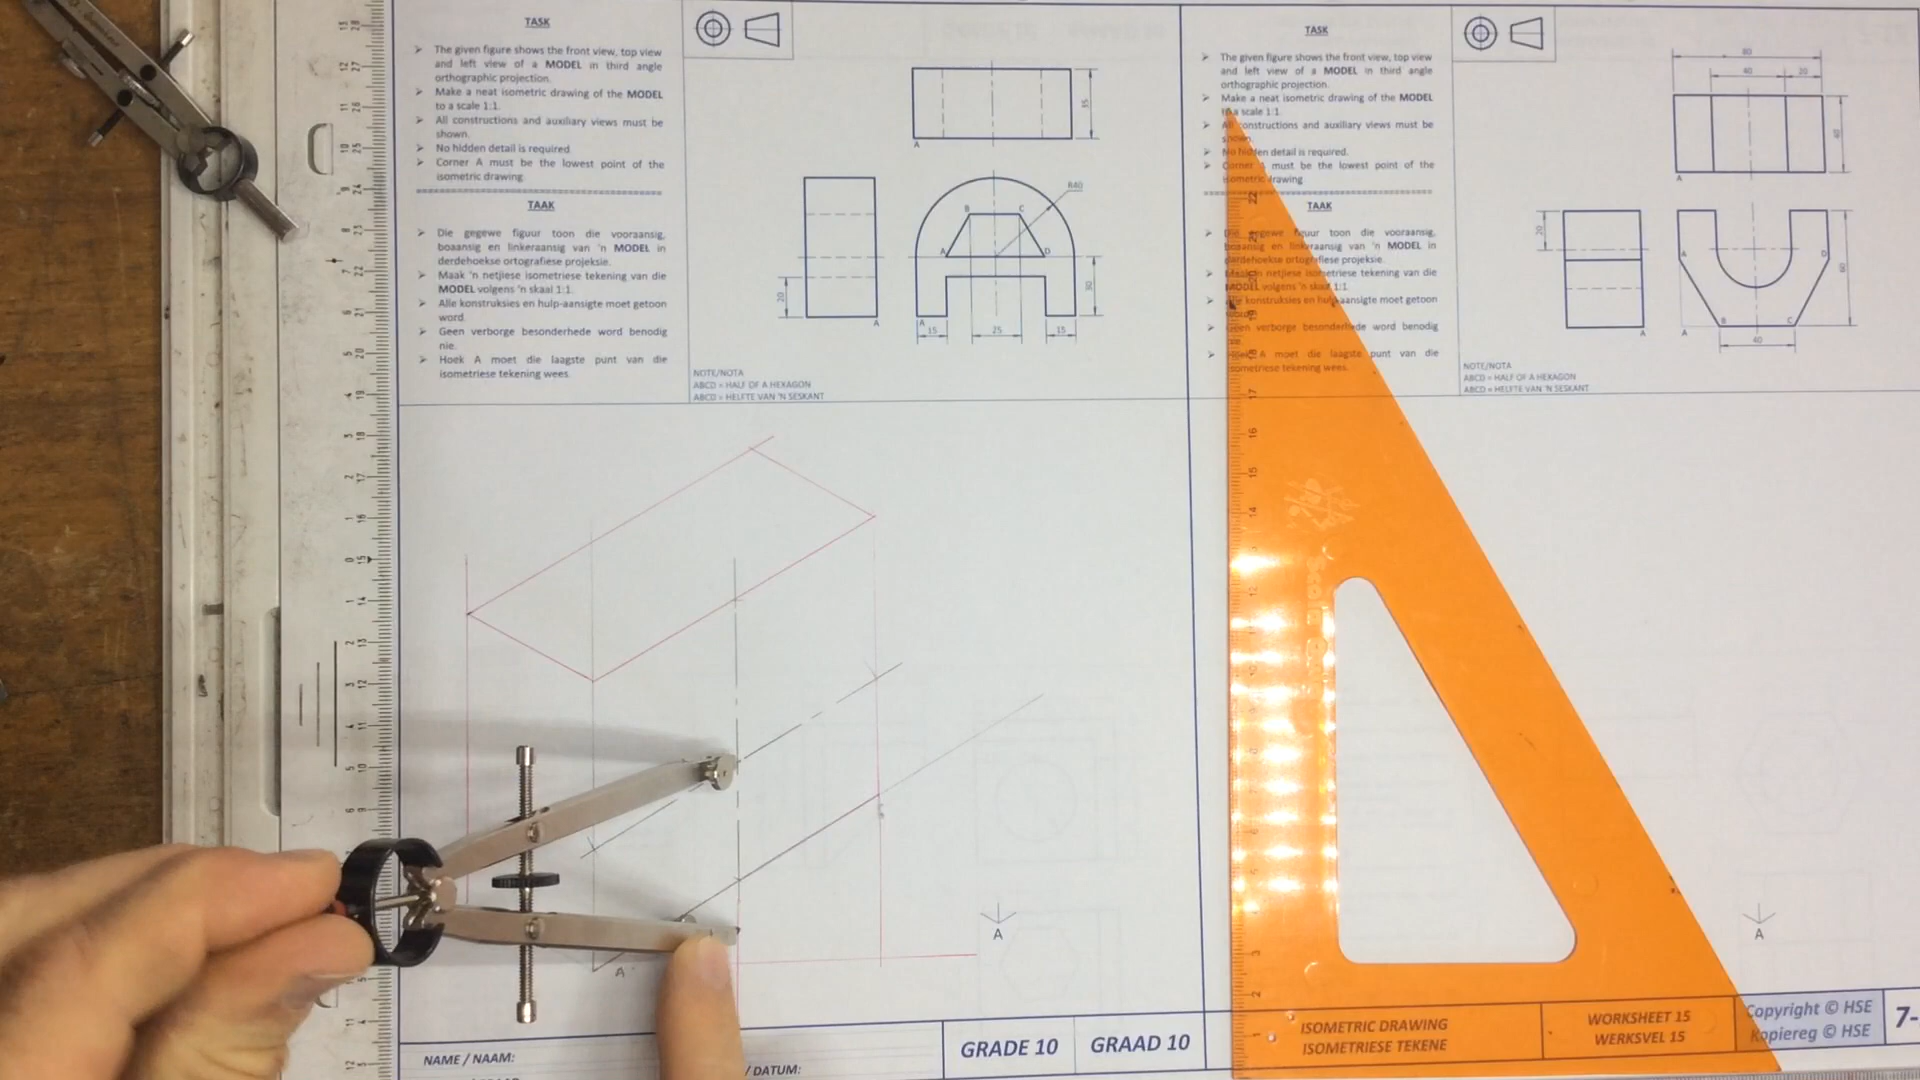 TASK
The given figure shows the front view, top view
and left view of a MODEL in third angle
orthographic projection.
Make a neat isometric drawing of the MODEL
to a scale 1:1.
All constructions and auxiliary views must be
shown.
No hidden detail is required.
Corner A must be the lowest point of the
isometric drawing.
TAAK
Die gegewe figuur toon die vooraansig,
boaansig en linkeraansig van 'n MODEL in
derdehoekse ortografiese projeksie.
Maak 'n netjiese isometriese tekening van die
MODEL volgens 'n skaal 1:1.
Alle konstruksies en hulp-aansigte moet getoon
word.
Geen verborge besonderhede word benodig
nie.
Hoek A moet die laagste punt van die
isometriese tekening wees.
35
A
R40
B C
A D
20
30
A
A
15 25 15
NOTE/NOTA
ABCD = HALF OF A HEXAGON
ABCD = HELFTE VAN 'N SESKANT
TASK
The given figure shows the front view, top view
and left view of a MODEL in third angle
orthographic projection.
Make a neat isometric drawing of the MODEL
to a scale 1:1.
All constructions and auxiliary views must be
shown.
No hidden detail is required.
Corner A must be the lowest point of the
isometric drawing
TAAK
Die gegewe figuur toon die vooraansig,
boaansig en linkeraansig van 'n MODEL in
derdehoekse ortografiese projeksie.
Maak 'n netjiese isometriese tekening van die
MODEL volgens 'n skaal 1:1.
Alle konstruksies en hulp-aansigte moet getoon
word.
Geen verborge besonderhede word benodig
nie.
Hoek A moet die laagste punt van die
isometriese tekening wees.
80
40 20
40
A
20
A D
60
B C
A
A
40
NOTE/NOTA
ABCD = HALF OF A HEXAGON
ABCD = HELFTE VAN 'N SESKANT
A
A
A
NAME / NAAM:
/ DATUM:
GRADE 10
GRAAD 10
ISOMETRIC DRAWING
ISOMETRIESE TEKENE
WORKSHEET 15
WERKSVEL 15
Copyright © HSE
Kopiereg © HSE
7-